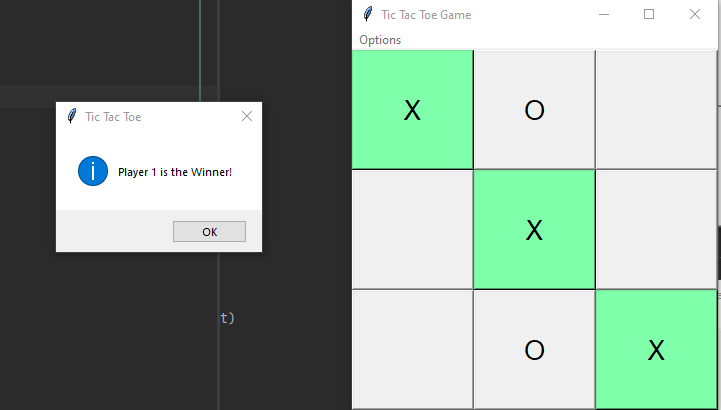 Tic Tac Toe Game
Options
Tic Tac Toe
Player 1 is the Winner!
OK
X O
X
O X
t)